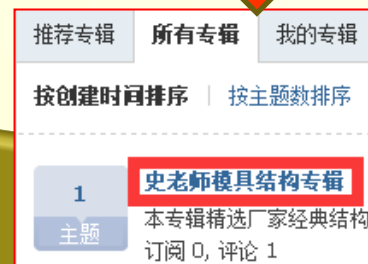 推荐专辑 所有专辑 我的专辑
按创建时间排序 | 按主题数排序
1
主题
史老师模具结构专辑
本专辑精选厂家经典结构
订阅 0, 评论 1